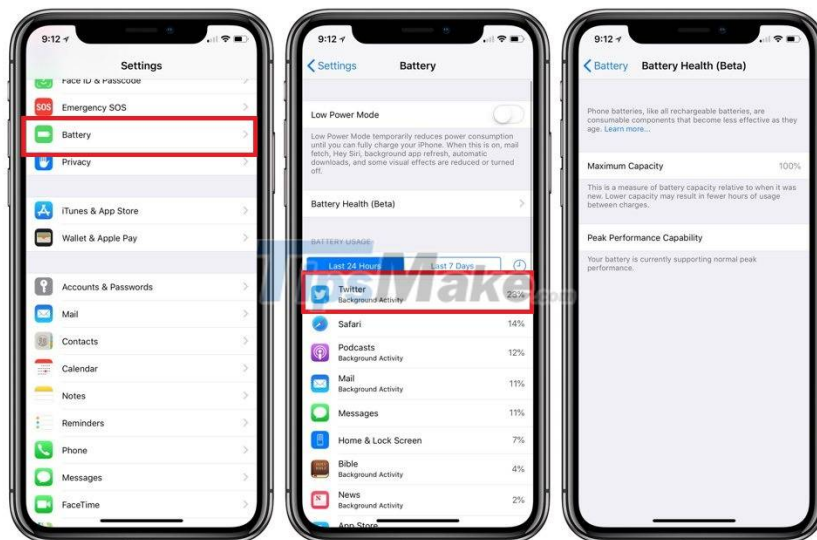 9:12
Settings
Face ID & Passcode
SOS
Emergency SOS
Battery
Privacy
iTunes & App Store
Wallet & Apple Pay
Accounts & Passwords
Mail
Contacts
Calendar
Notes
Reminders
Phone
Messages
FaceTime
9:12
Settings
Battery
Low Power Mode
Low Power Mode temporarily reduces power consumption
until you can fully charge your iPhone. When this is on, mail
fetch, Hey Siri, background app refresh, automatic
downloads, and some visual effects are reduced or turned
off.
Battery Health (Beta)
BATTERY USAGE
Last 24 Hours
Last 7 Days
Twitter
Background Activity
Safari
14%
Podcasts
Background Activity
12%
Mail
Background Activity
11%
Messages
11%
Home & Lock Screen
7%
Bible
Background Activity
4%
News
Background Activity
2%
App Store
TipsMake.com
9:12
Battery
Battery Health (Beta)
Phone batteries, like all rechargeable batteries, are
consumable components that become less effective as they
age. Learn more...
Maximum Capacity
100%
This is a measure of battery capacity relative to when it was
new. Lower capacity may result in fewer hours of usage
between charges.
Peak Performance Capability
Your battery is currently supporting normal peak
performance.